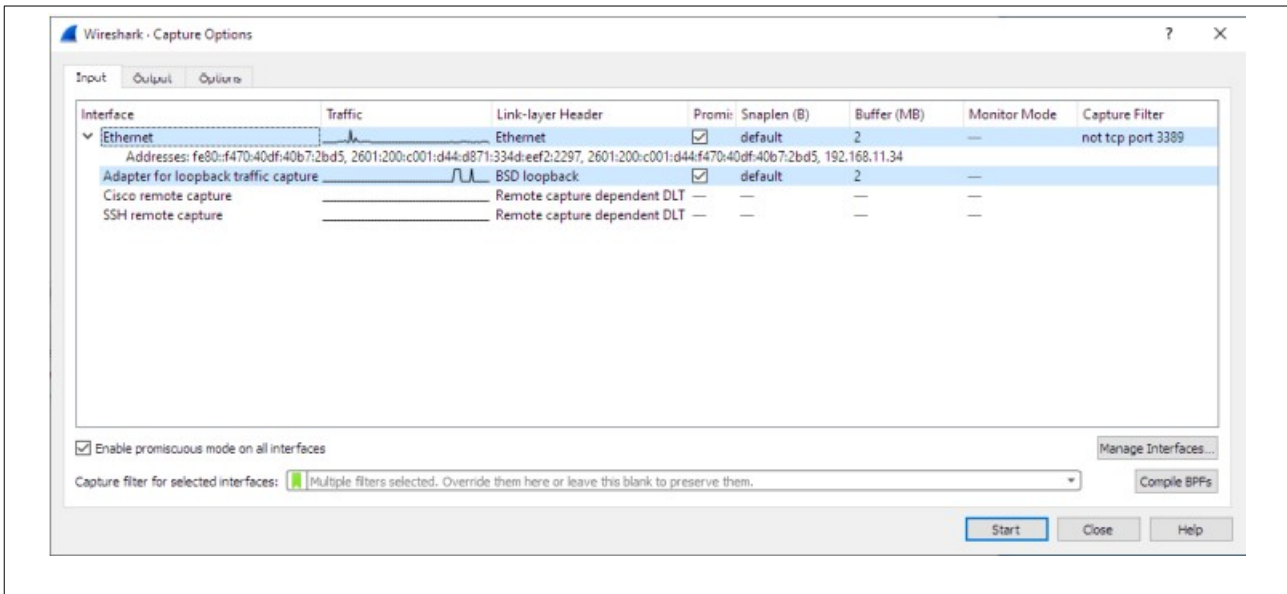 Wireshark · Capture Options
Input Output Options
Interface Traffic Link-layer Header Promis Snaplen (B) Buffer (MB) Monitor Mode Capture Filter
Ethernet Ethernet default 2 — not tcp port 3389
Addresses: fe80::f470:40df:40b7:2bd5, 2601:200:c001:d44:d871:334d:eef2:2297, 2601:200:c001:d44:f470:40df:40b7:2bd5, 192.168.11.34
Adapter for loopback traffic capture BSD loopback default 2 —
Cisco remote capture Remote capture dependent DLT — — — —
SSH remote capture Remote capture dependent DLT — — — —
Enable promiscuous mode on all interfaces
Manage Interfaces...
Capture filter for selected interfaces: Multiple filters selected. Override them here or leave this blank to preserve them. Compile BPFs
Start Close Help